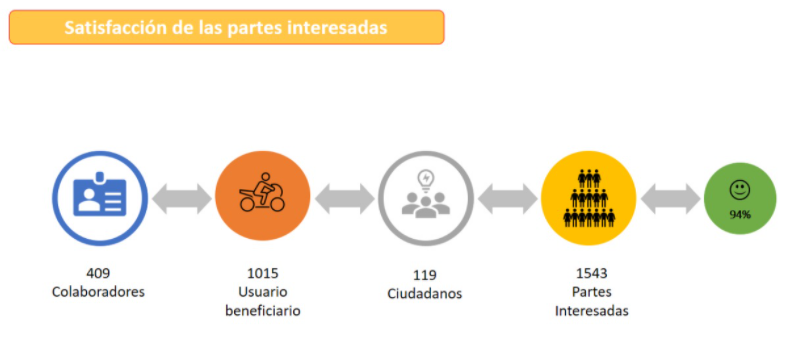 Satisfacción de las partes interesadas
94%
409
Colaboradores
1015
Usuario
beneficiario
119
Ciudadanos
1543
Partes
Interesadas